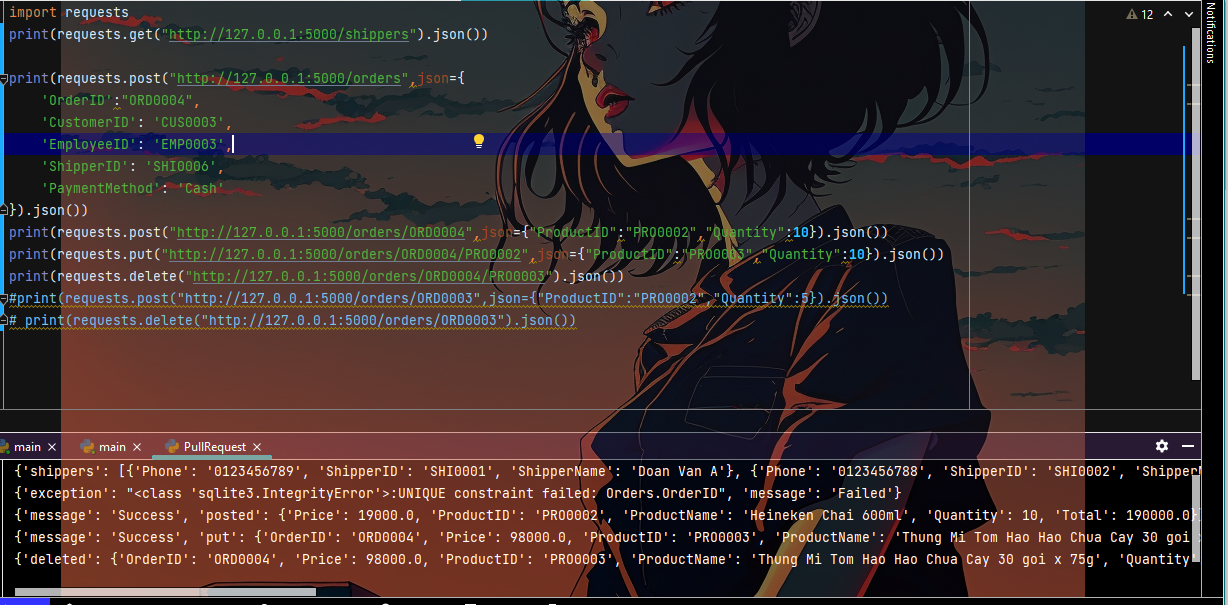 import requests
12
Notifications
print(requests.get("http://127.0.0.1:5000/shippers").json())
print(requests.post("http://127.0.0.1:5000/orders",json={
'OrderID':"ORD0004",
'CustomerID': 'CUS0003',
'EmployeeID': 'EMP0003',
'ShipperID': 'SHI0006',
'PaymentMethod': 'Cash'
}).json())
print(requests.post("http://127.0.0.1:5000/orders/ORD0004",json={"ProductID":"PRO0002","Quantity":10}).json())
print(requests.put("http://127.0.0.1:5000/orders/ORD0004/PRO0002",json={"ProductID":"PRO0003","Quantity":10}).json())
print(requests.delete("http://127.0.0.1:5000/orders/ORD0004/PRO0003").json())
#print(requests.post("http://127.0.0.1:5000/orders/ORD0003",json={"ProductID":"PRO0002","Quantity":5}).json())
# print(requests.delete("http://127.0.0.1:5000/orders/ORD0003").json())
main main PullRequest
{'shippers': [{'Phone': '0123456789', 'ShipperID': 'SHI0001', 'ShipperName': 'Doan Van A'}, {'Phone': '0123456788', 'ShipperID': 'SHI0002', 'Shipper
{'exception': "<class 'sqlite3.IntegrityError'>:UNIQUE constraint failed: Orders.OrderID", 'message': 'Failed'}
{'message': 'Success', 'posted': {'Price': 19000.0, 'ProductID': 'PRO0002', 'ProductName': 'Heineken Chai 600ml', 'Quantity': 10, 'Total': 190000.0}
{'message': 'Success', 'put': {'OrderID': 'ORD0004', 'Price': 98000.0, 'ProductID': 'PRO0003', 'ProductName': 'Thung Mi Tom Hao Hao Chua Cay 30 goi
{'deleted': {'OrderID': 'ORD0004', 'Price': 98000.0, 'ProductID': 'PRO0003', 'ProductName': 'Thung Mi Tom Hao Hao Chua Cay 30 goi x 75g', 'Quantity'